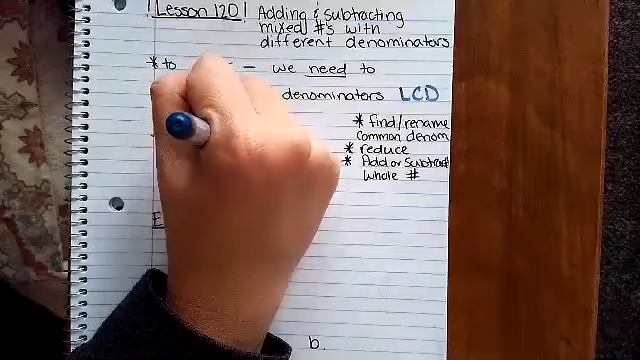 Lesson 120 Adding & subtracting
mixed #'s with
different denominators
* to — we need to
denominators LCD
* find/rename
common denom
* reduce
* Add or subtract
whole #
E
b.